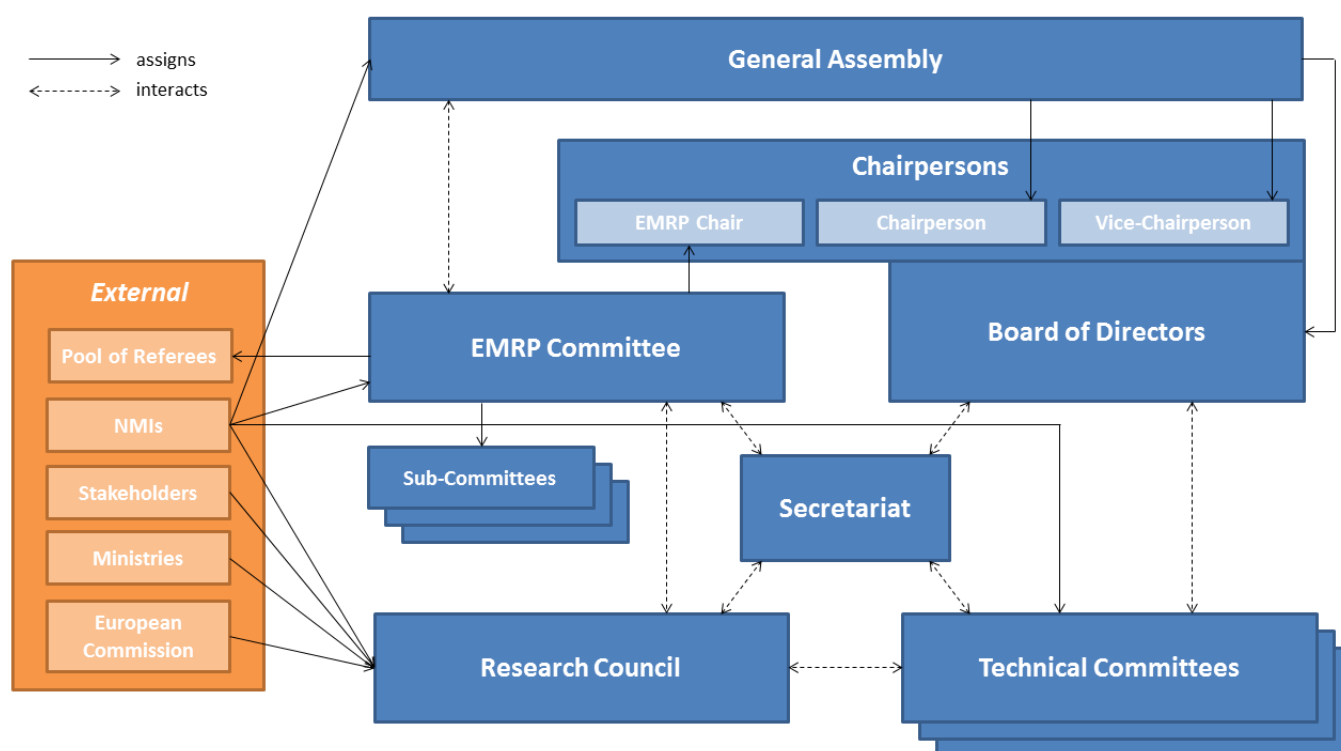 assigns
interacts
General Assembly
Chairpersons
EMRP Chair
Chairperson
Vice-Chairperson
External
Pool of Referees
NMIs
Stakeholders
Ministries
European
Commission
EMRP Committee
Board of Directors
Sub-Committees
Secretariat
Research Council
Technical Committees